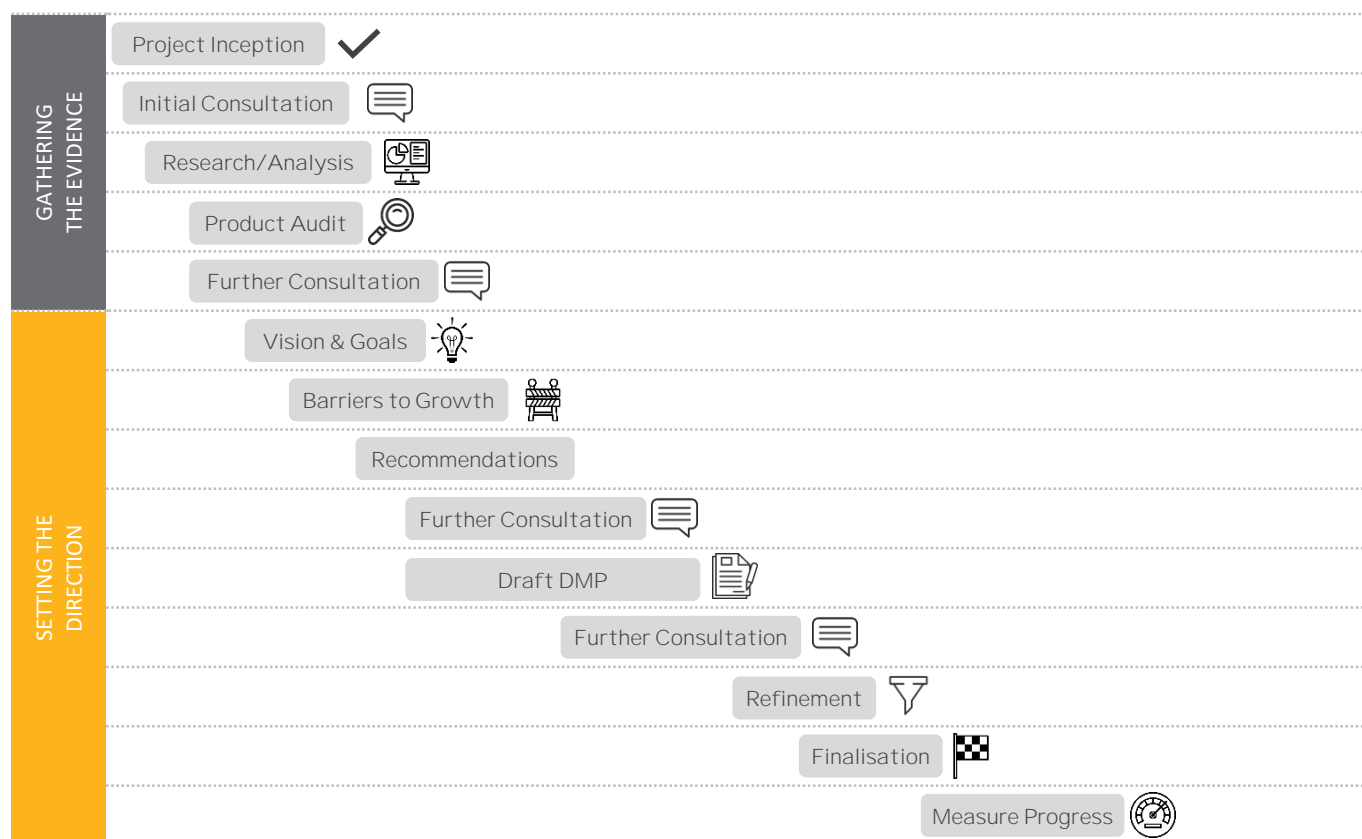 GATHERING
THE EVIDENCE
Project Inception
Initial Consultation
Research/Analysis
Product Audit
Further Consultation
SETTING THE
DIRECTION
Vision & Goals
Barriers to Growth
Recommendations
Further Consultation
Draft DMP
Further Consultation
Refinement
Finalisation
Measure Progress